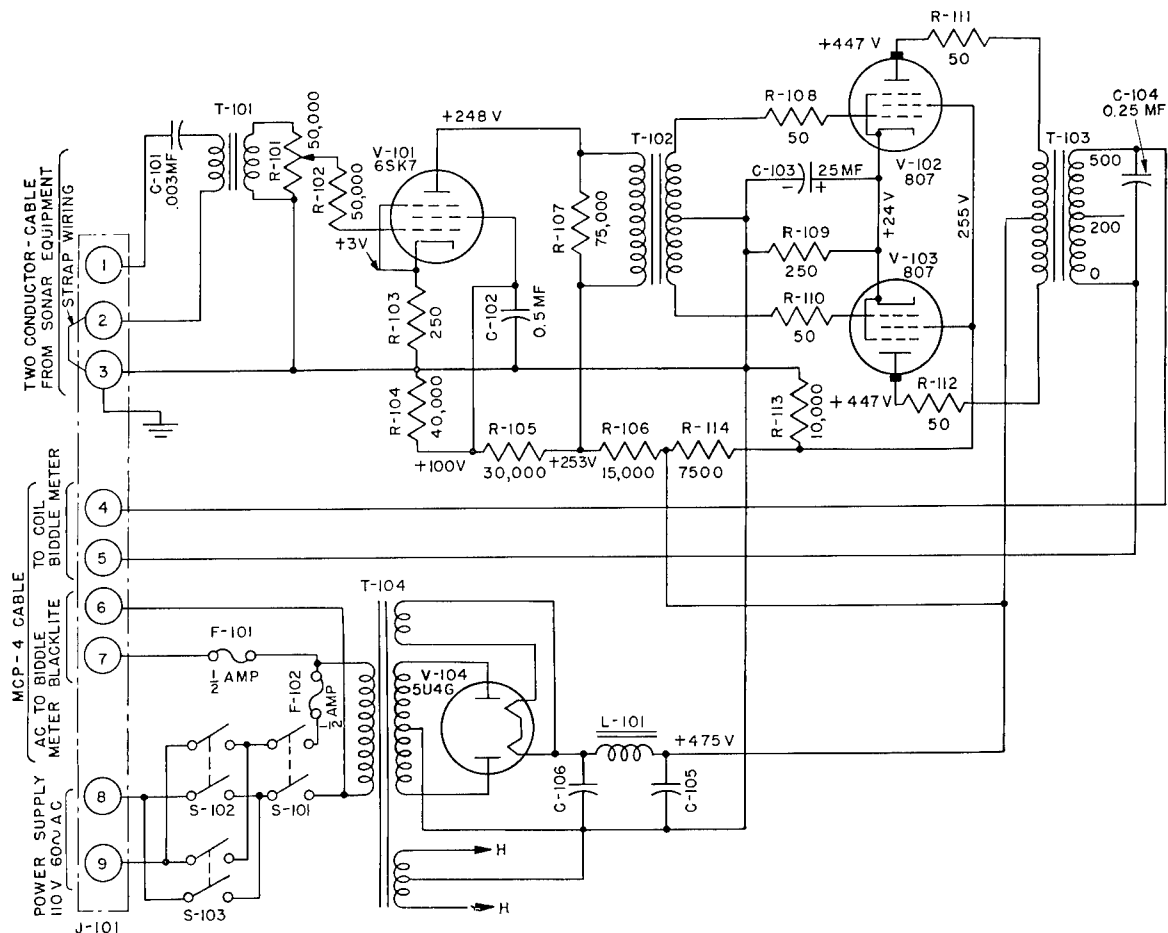 R-111
50
+447 V
C-104
0.25 MF
T-101
C-101
.003MF
R-101
50,000
R-102
50,000
+248 V
V-101
6SK7
+3V
R-103
250
R-104
40,000
C-102
0.5 MF
R-107
75,000
T-102
R-108
50
C-103
25 MF
- +
V-102
807
+24V
255 V
R-109
250
V-103
807
R-110
50
T-103
500
200
0
R-112
50
+447V
R-113
10,000
+100V
R-105
30,000
+253V
R-106
15,000
R-114
7500
TWO CONDUCTOR-CABLE
FROM SONAR EQUIPMENT
STRAP WIRING
1
2
3
MCP-4 CABLE
TO COIL
BIDDLE METER
4
5
AC TO BIDDLE
METER BLACKLITE
6
7
F-101
1/2 AMP
F-102
1/2 AMP
T-104
V-104
5U4G
L-101
+475 V
C-106
C-105
POWER SUPPLY
110V 60∿AC
8
9
S-102
S-101
S-103
H
H
J-101